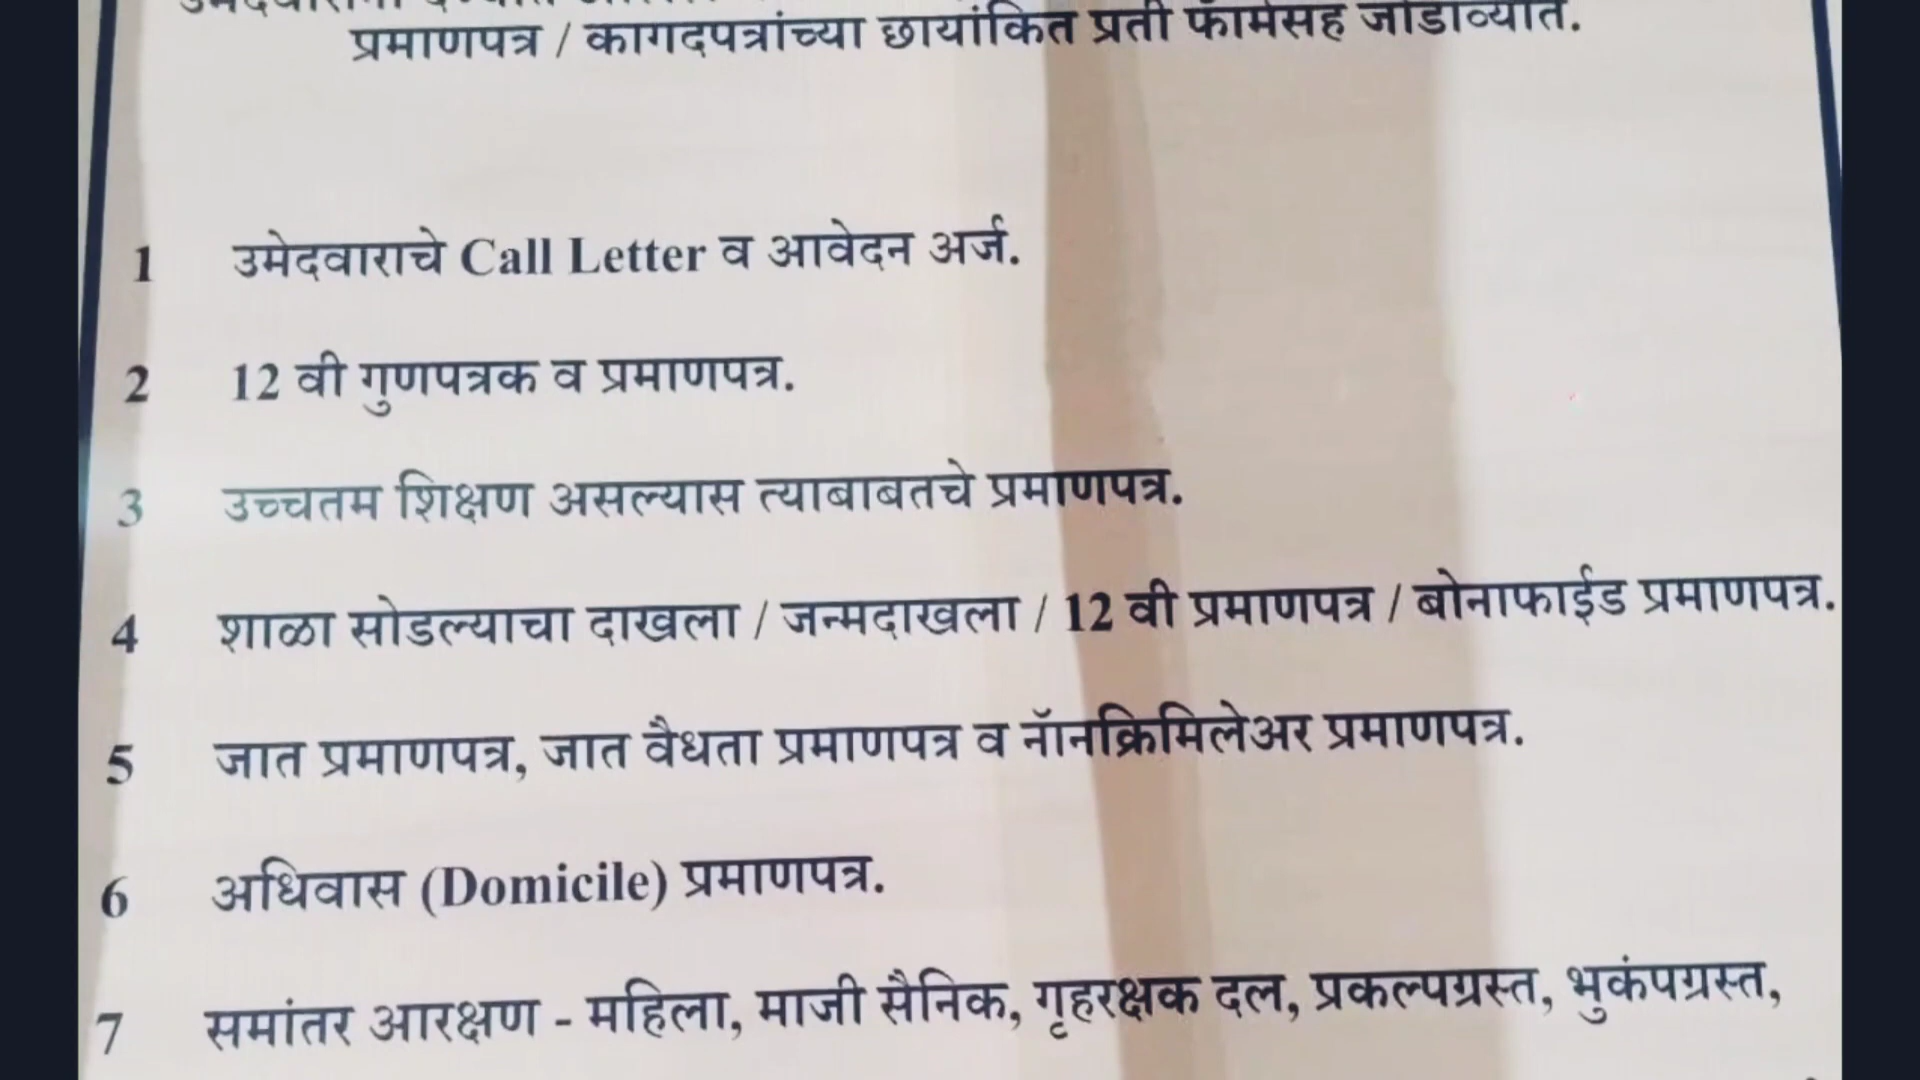 प्रमाणपत्र / कागदपत्रांच्या छायांकित प्रती फॉर्मसह जोडाव्यात.
1 उमेदवाराचे Call Letter व आवेदन अर्ज.
2 12 वी गुणपत्रक व प्रमाणपत्र.
3 उच्चतम शिक्षण असल्यास त्याबाबतचे प्रमाणपत्र.
4 शाळा सोडल्याचा दाखला / जन्मदाखला / 12 वी प्रमाणपत्र / बोनाफाईड प्रमाणपत्र.
5 जात प्रमाणपत्र, जात वैधता प्रमाणपत्र व नॉनक्रिमिलेअर प्रमाणपत्र.
6 अधिवास (Domicile) प्रमाणपत्र.
7 समांतर आरक्षण - महिला, माजी सैनिक, गृहरक्षक दल, प्रकल्पग्रस्त, भुकंपग्रस्त,